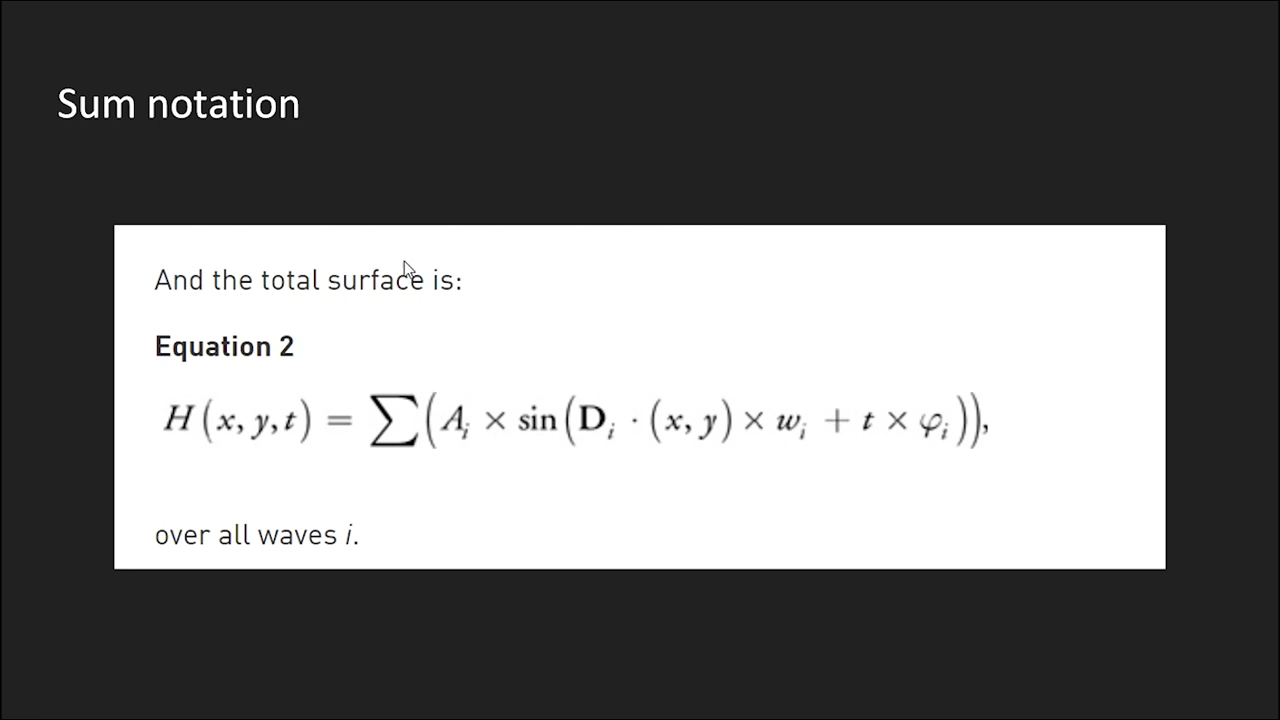 Sum notation
And the total surface is:
Equation 2
H(x, y, t) = ∑(Aᵢ × sin(Dᵢ · (x, y) × wᵢ + t × φᵢ)),
over all waves i.